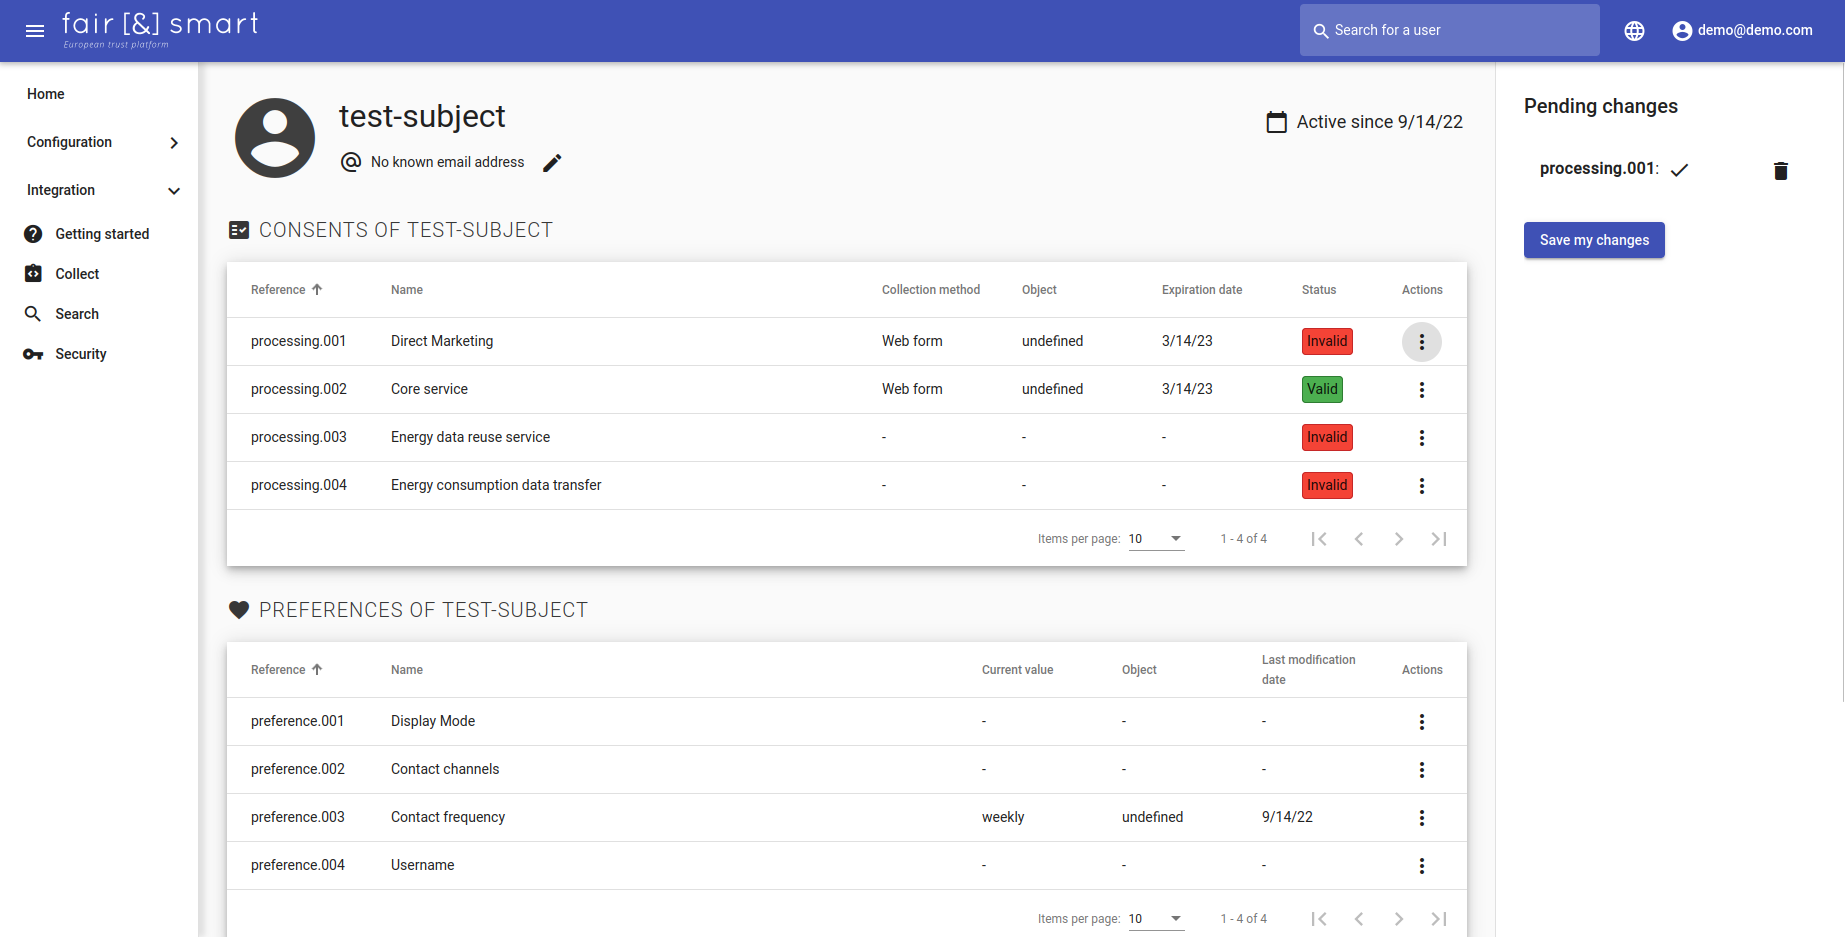 fair [&] smart
European trust platform
Search for a user
demo@demo.com
Home
Configuration
Integration
Getting started
Collect
Search
Security
test-subject
No known email address
Active since 9/14/22
CONSENTS OF TEST-SUBJECT
Reference Name Collection method Object Expiration date Status Actions
processing.001 Direct Marketing Web form undefined 3/14/23 Invalid
processing.002 Core service Web form undefined 3/14/23 Valid
processing.003 Energy data reuse service - - - Invalid
processing.004 Energy consumption data transfer - - - Invalid
Items per page: 10 1 - 4 of 4
PREFERENCES OF TEST-SUBJECT
Reference Name Current value Object Last modification date Actions
preference.001 Display Mode - - -
preference.002 Contact channels - - -
preference.003 Contact frequency weekly undefined 9/14/22
preference.004 Username - - -
Items per page: 10 1 - 4 of 4
Pending changes
processing.001:
Save my changes